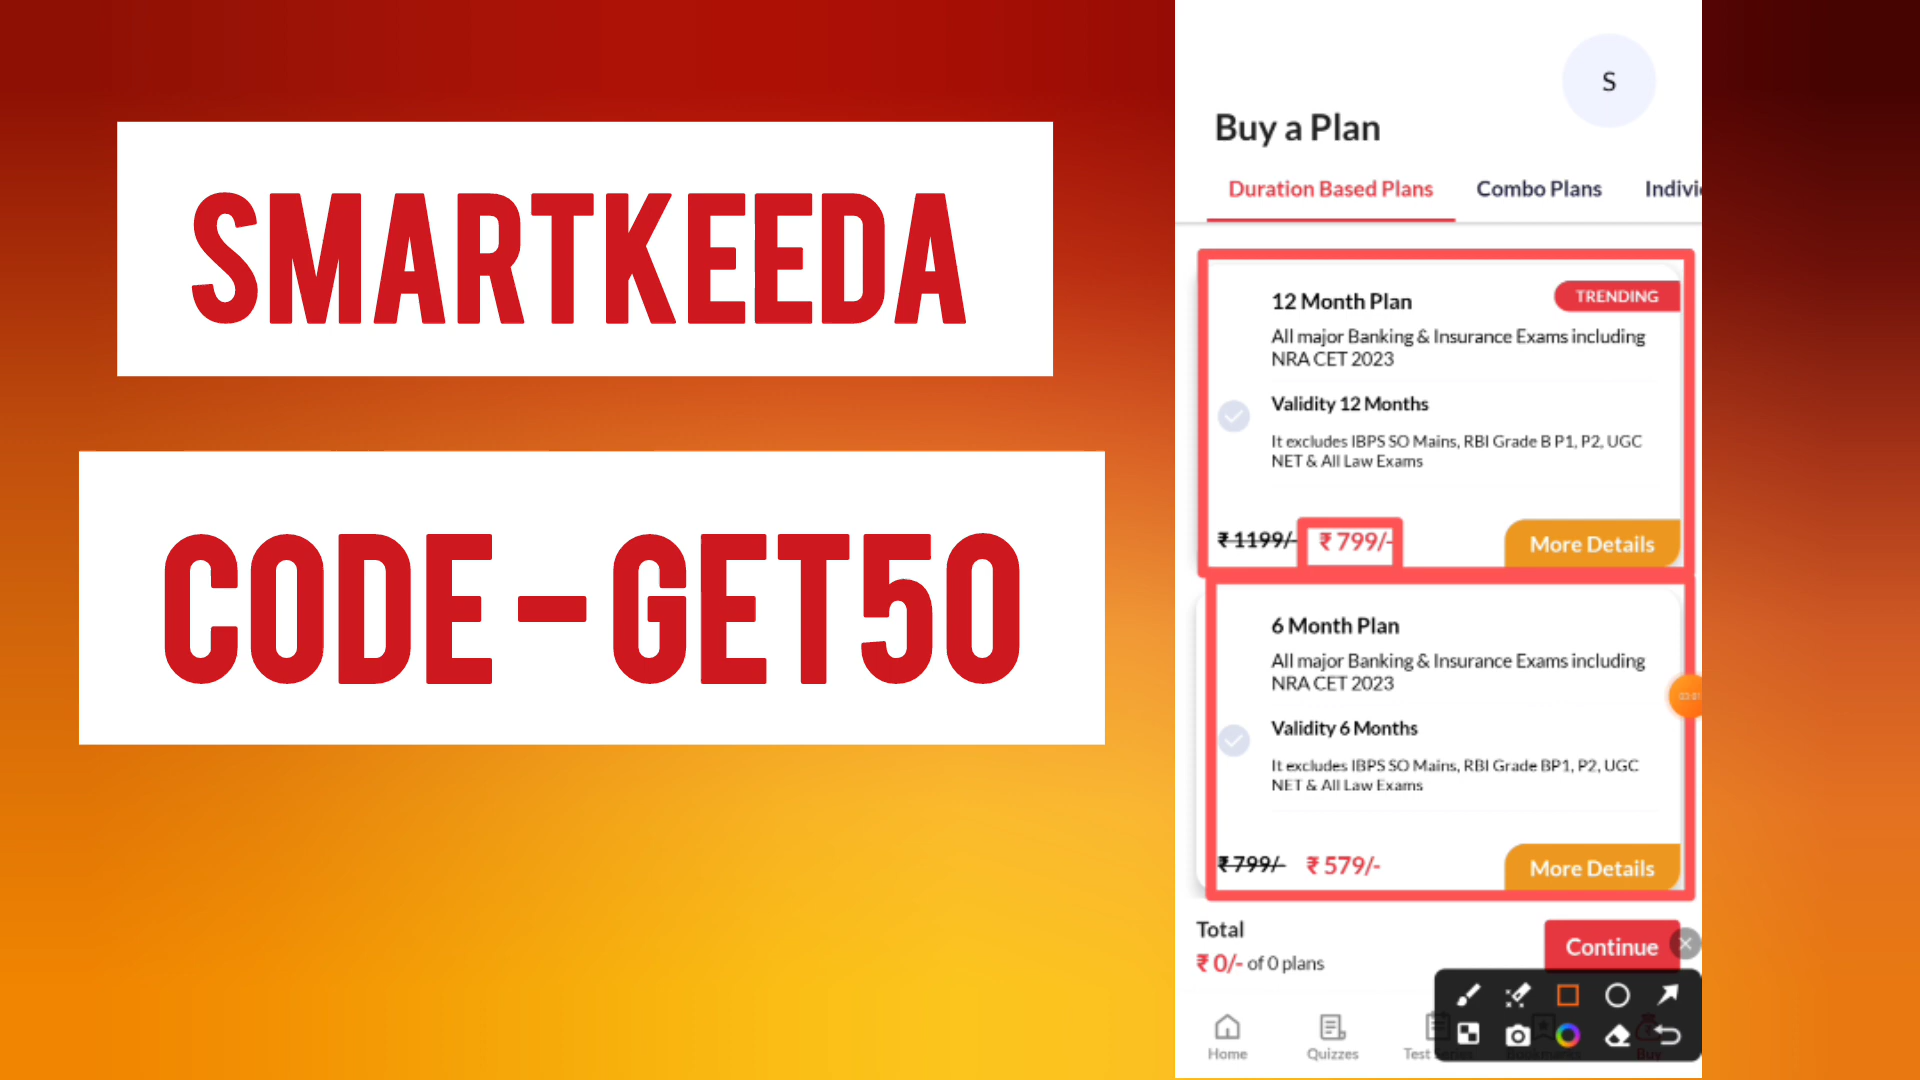 SMARTKEEDA
CODE - GET50
S
Buy a Plan
Duration Based Plans Combo Plans Indivi
12 Month Plan
TRENDING
All major Banking & Insurance Exams including
NRA CET 2023
Validity 12 Months
It excludes IBPS SO Mains, RBI Grade B P1, P2, UGC
NET & All Law Exams
₹ 1199/- ₹ 799/-
More Details
6 Month Plan
All major Banking & Insurance Exams including
NRA CET 2023
Validity 6 Months
It excludes IBPS SO Mains, RBI Grade BP1, P2, UGC
NET & All Law Exams
₹ 799/- ₹ 579/-
More Details
Total
₹ 0/- of 0 plans
Continue
Home Quizzes Test Buy